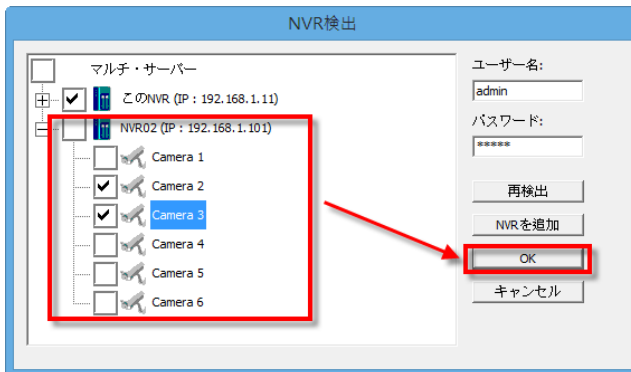 NVR検出
マルチ・サーバー
このNVR (IP : 192.168.1.11)
NVR02 (IP : 192.168.1.101)
Camera 1
Camera 2
Camera 3
Camera 4
Camera 5
Camera 6
ユーザー名:
admin
パスワード:
*****
再検出
NVRを追加
OK
キャンセル